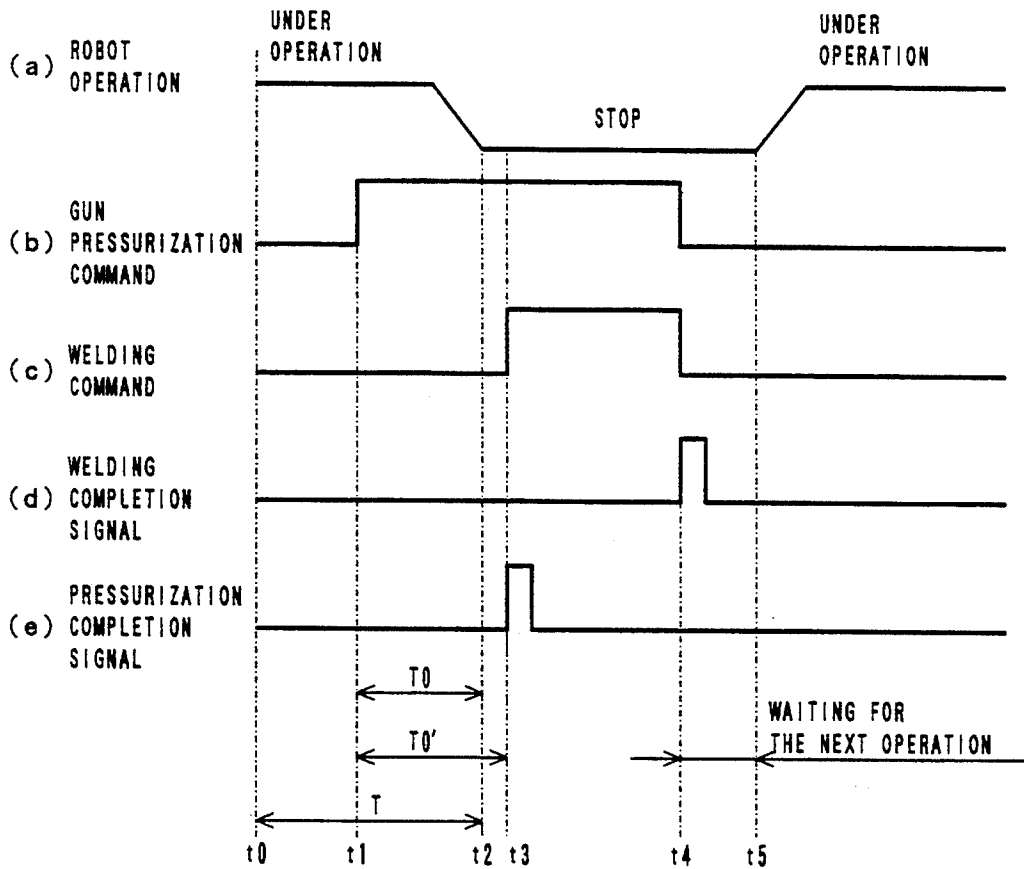 UNDER
OPERATION
UNDER
OPERATION
(a) ROBOT
OPERATION
STOP
GUN
(b) PRESSURIZATION
COMMAND
(c) WELDING
COMMAND
WELDING
(d) COMPLETION
SIGNAL
PRESSURIZATION
(e) COMPLETION
SIGNAL
T0
T0'
WAITING FOR
THE NEXT OPERATION
T
t0 t1 t2 t3 t4 t5